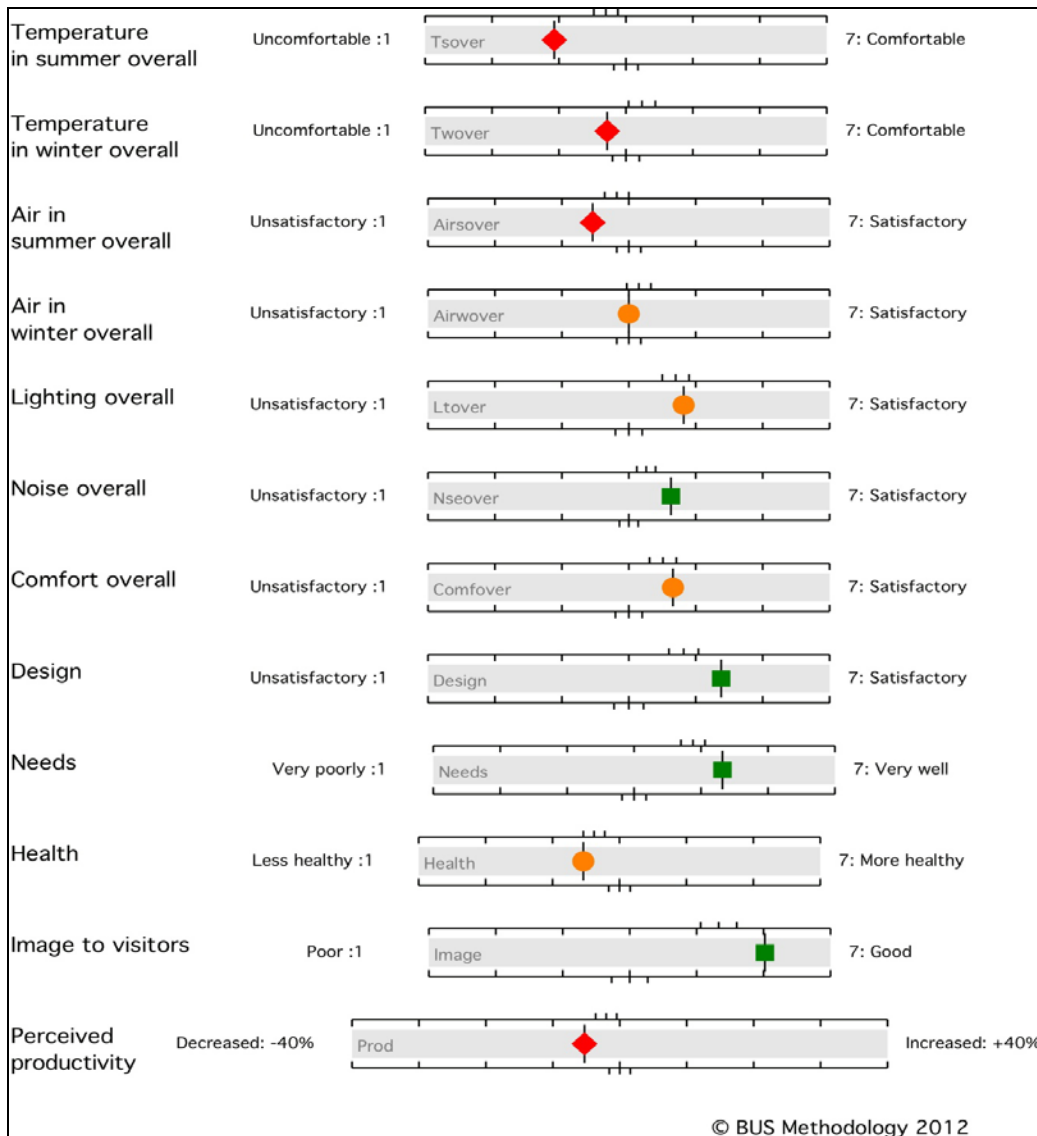 Temperature
in summer overall
Uncomfortable :1
Tsover
7: Comfortable
Temperature
in winter overall
Uncomfortable :1
Twover
7: Comfortable
Air in
summer overall
Unsatisfactory :1
Airsover
7: Satisfactory
Air in
winter overall
Unsatisfactory :1
Airwover
7: Satisfactory
Lighting overall
Unsatisfactory :1
Ltover
7: Satisfactory
Noise overall
Unsatisfactory :1
Nseover
7: Satisfactory
Comfort overall
Unsatisfactory :1
Comfover
7: Satisfactory
Design
Unsatisfactory :1
Design
7: Satisfactory
Needs
Very poorly :1
Needs
7: Very well
Health
Less healthy :1
Health
7: More healthy
Image to visitors
Poor :1
Image
7: Good
Perceived
productivity
Decreased: -40%
Prod
Increased: +40%
© BUS Methodology 2012